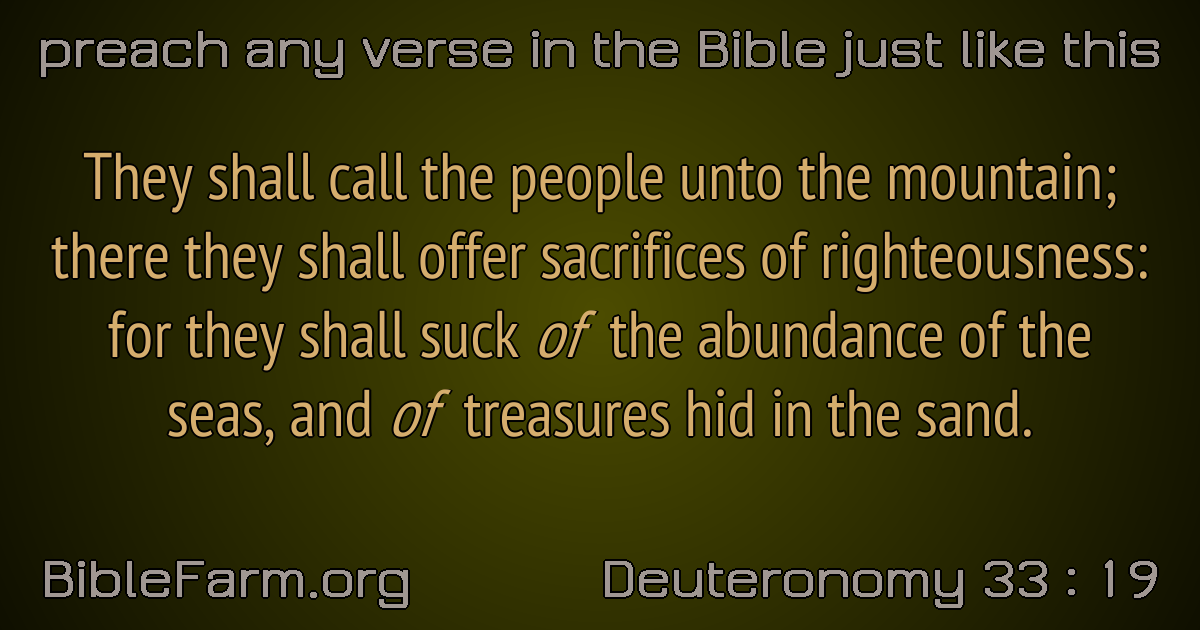 preach any verse in the Bible just like this
They shall call the people unto the mountain;
there they shall offer sacrifices of righteousness:
for they shall suck of the abundance of the
seas, and of treasures hid in the sand.
BibleFarm.org
Deuteronomy 33 : 19